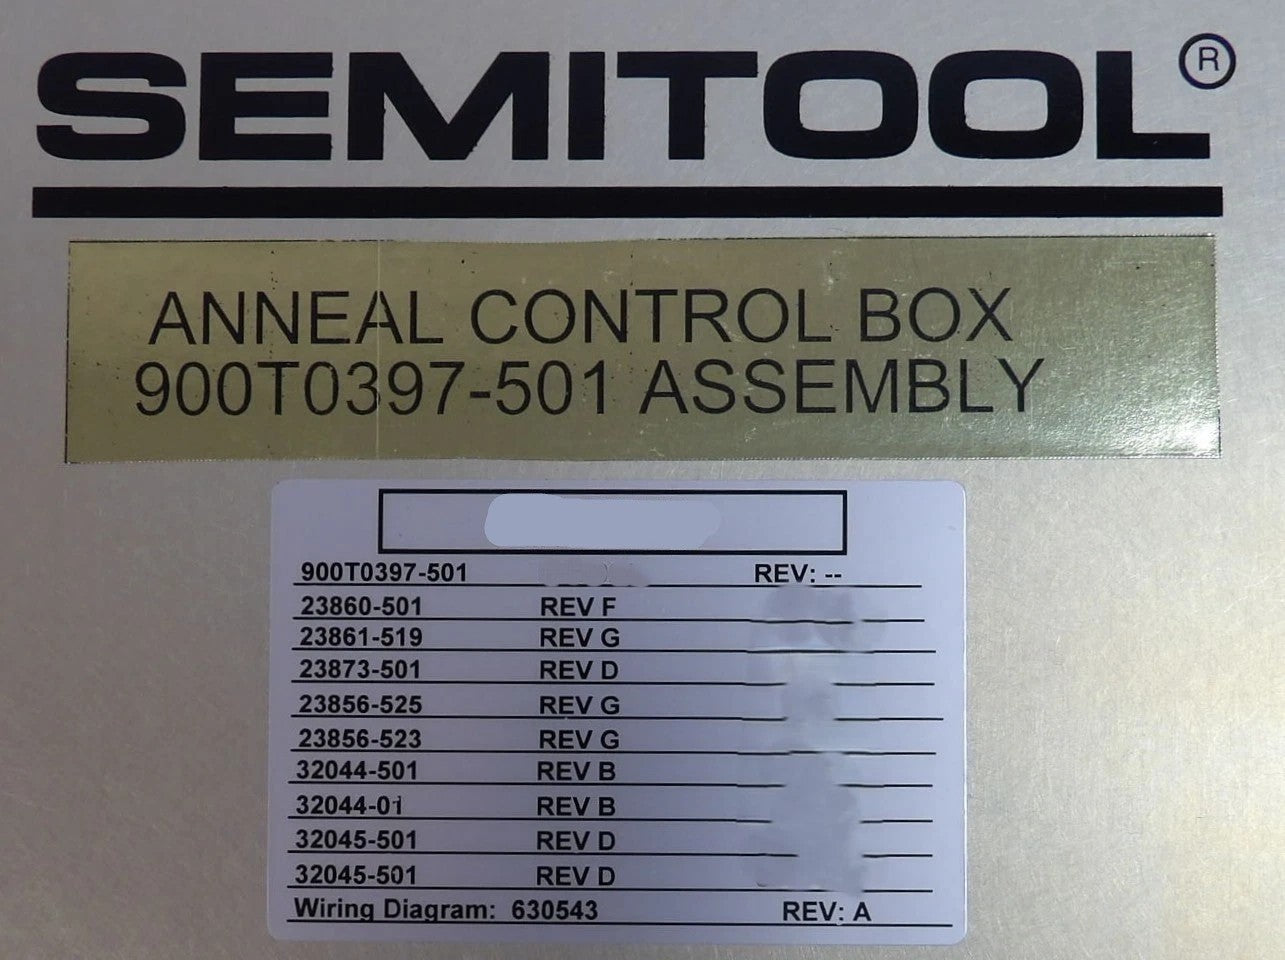 SEMITOOL®
ANNEAL CONTROL BOX
900T0397-501 ASSEMBLY
900T0397-501 REV: --
23860-501 REV F
23861-519 REV G
23873-501 REV D
23856-525 REV G
23856-523 REV G
32044-501 REV B
32044-01 REV B
32045-501 REV D
32045-501 REV D
Wiring Diagram: 630543 REV: A